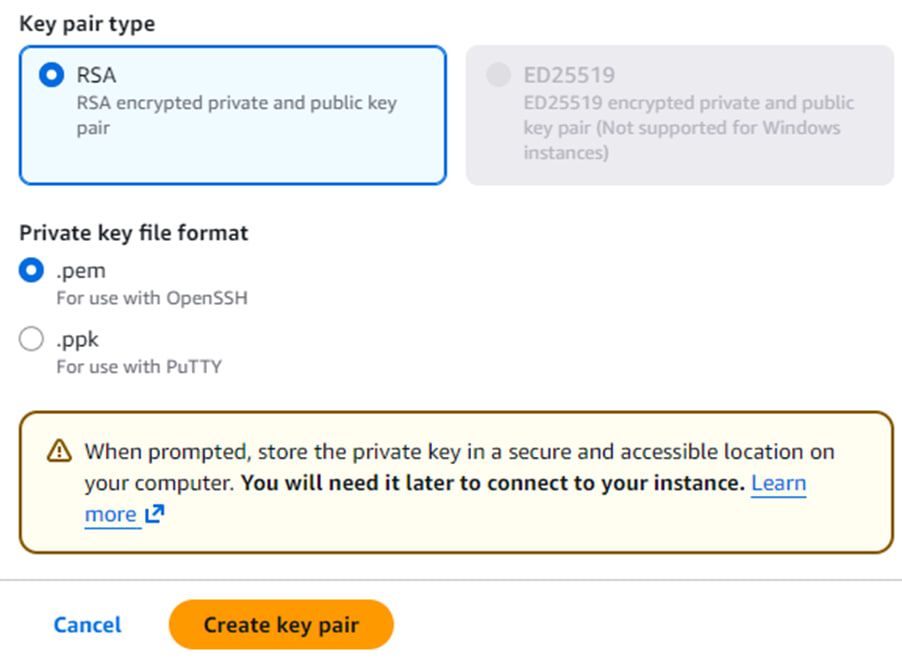 Key pair type
RSA
RSA encrypted private and public key
pair
ED25519
ED25519 encrypted private and public
key pair (Not supported for Windows
instances)
Private key file format
.pem
For use with OpenSSH
.ppk
For use with PuTTY
When prompted, store the private key in a secure and accessible location on
your computer. You will need it later to connect to your instance. Learn
more
Cancel
Create key pair